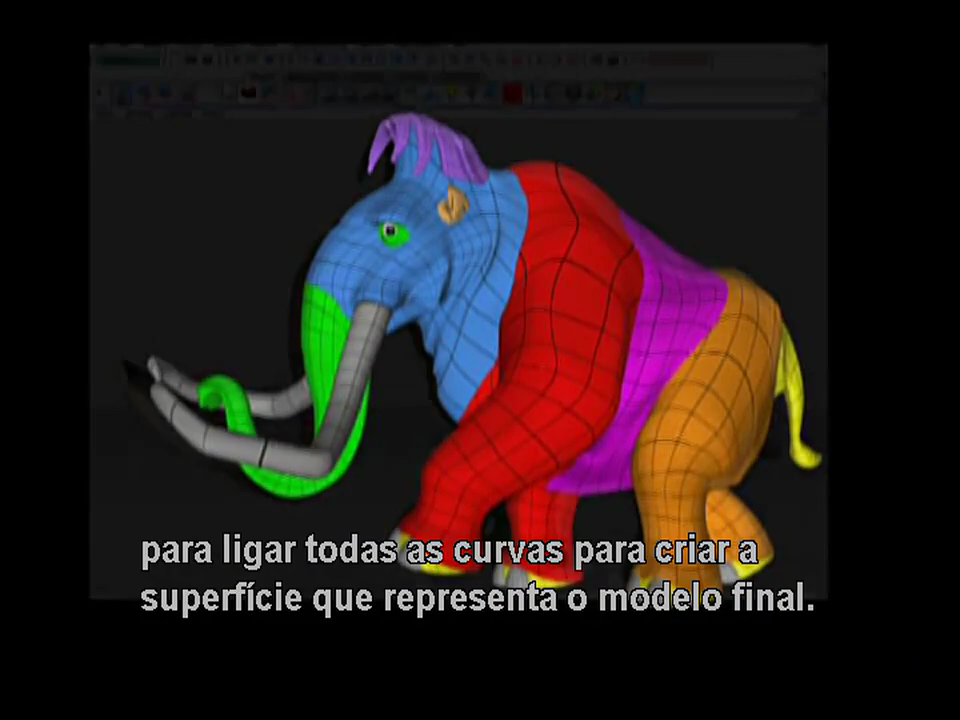 para ligar todas as curvas para criar a
superfície que representa o modelo final.